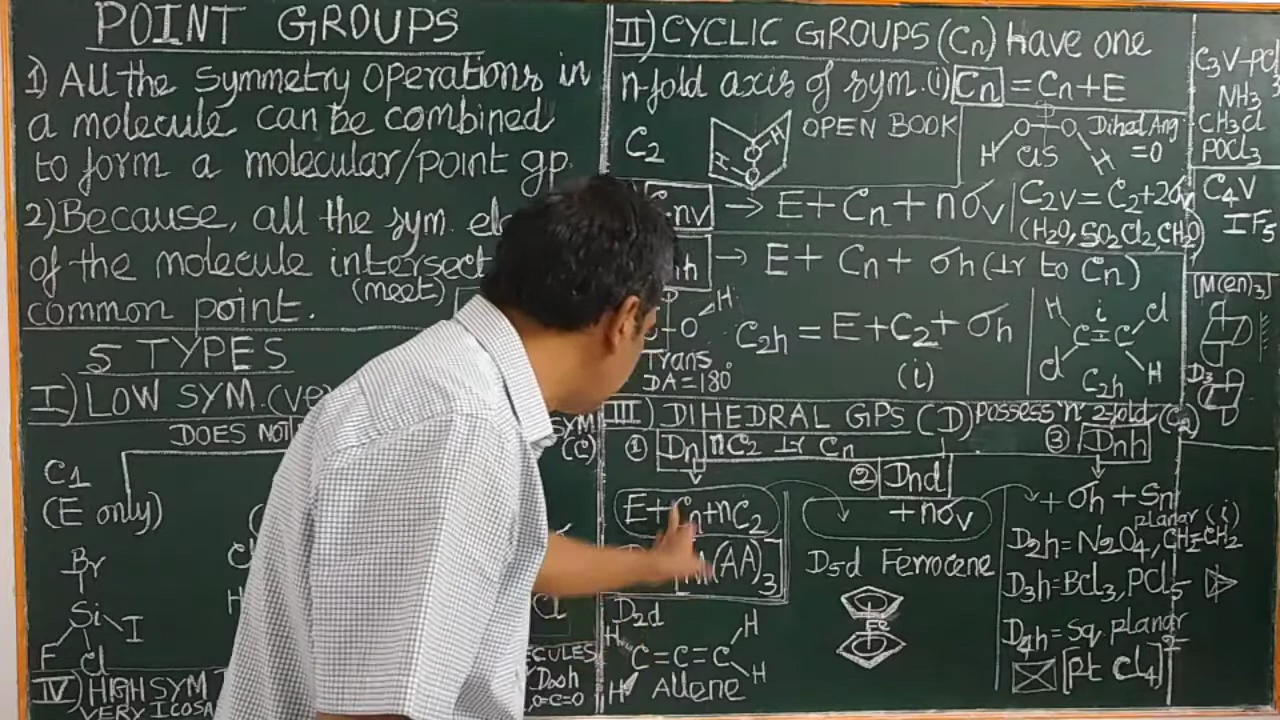 POINT GROUPS
1) All the Symmetry Operations in
a molecule can be combined
to form a molecular/point gp.
2) Because, all the sym.
of the molecule intersect
(meet)
common point.
5 TYPES
I) LOW SYM.
DOES NOT
SYM
C1
(E only)
Br
Si
I
F
Cl
IV) HIGH SYM
VERY ICOSA
D∞h
O=C=O
II) CYCLIC GROUPS (Cn) Have one
n-fold axis of sym. (i) Cn = Cn + E
C2
H
O
O
H
OPEN BOOK
O
O
H
H
CIS
Dihed Ang
= 0
→ E + Cn + nσv
C2v = C2 + 2σv
(H2O, SO2Cl2, CH2O)
→ E + Cn + σh (⊥r to Cn)
H
O
Trans
DA = 180°
C2h = E + C2 + σh
(i)
H
Cl
C=C
i
Cl
H
C2h
III) DIHEDRAL GPS (D) Possess 'n' 2-fold (C2)
① Dn nC2 ⊥r Cn
② Dnd
③ Dnh
E + Cn + nC2
(AA)3
+ nσv
+ σh + Sn
planar (i)
D2d
H
H
C=C=C
H
H
Allene
D5d Ferrocene
Fe
D2h = N2O4, CH2=CH2
D3h = BCl3, PCl5
D4h = Sq planar
[Pt Cl4]2-
C3V - PCl3
NH3
CH3Cl
POCl3
C4V
IF5
[M(en)3]
D3